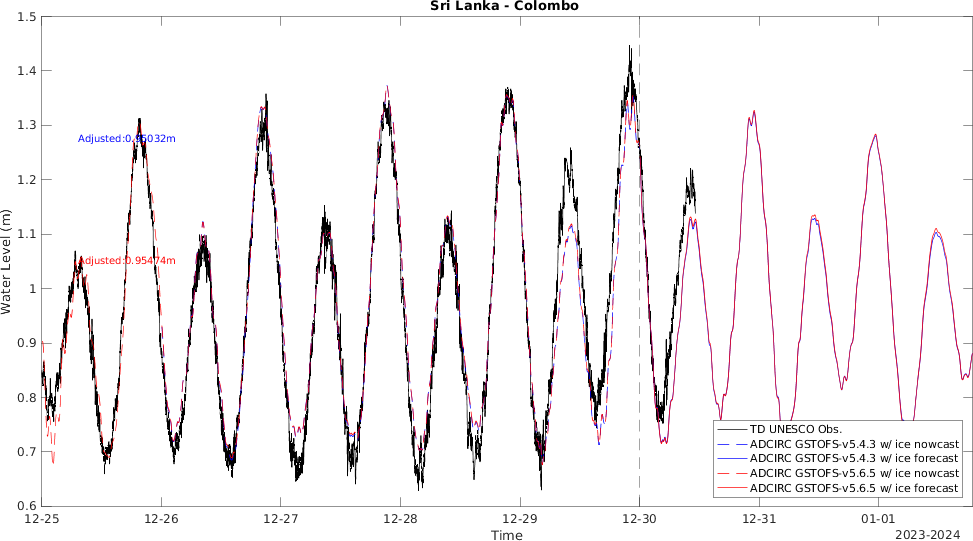 Sri Lanka - Colombo
1.5
1.4
1.3
1.2
1.1
1
0.9
0.8
0.7
0.6
Water Level (m)
Adjusted:0.95032m
Adjusted:0.95474m
TD UNESCO Obs.
ADCIRC GSTOFS-v5.4.3 w/ ice nowcast
ADCIRC GSTOFS-v5.4.3 w/ ice forecast
ADCIRC GSTOFS-v5.6.5 w/ ice nowcast
ADCIRC GSTOFS-v5.6.5 w/ ice forecast
12-25 12-26 12-27 12-28 12-29 12-30 12-31 01-01
Time
2023-2024